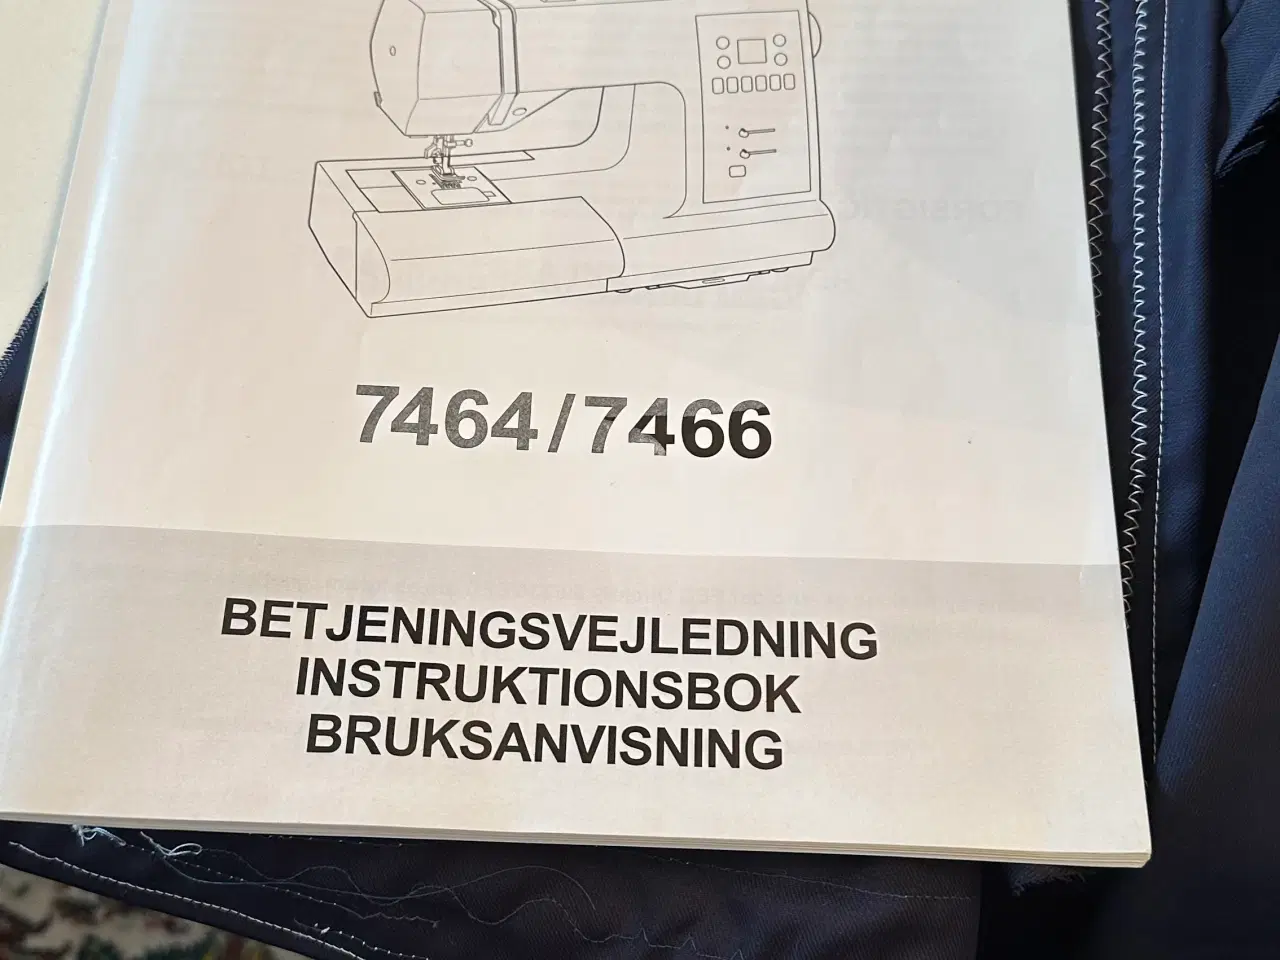 7464/7466
BETJENINGSVEJLEDNING
INSTRUKTIONSBOK
BRUKSANVISNING